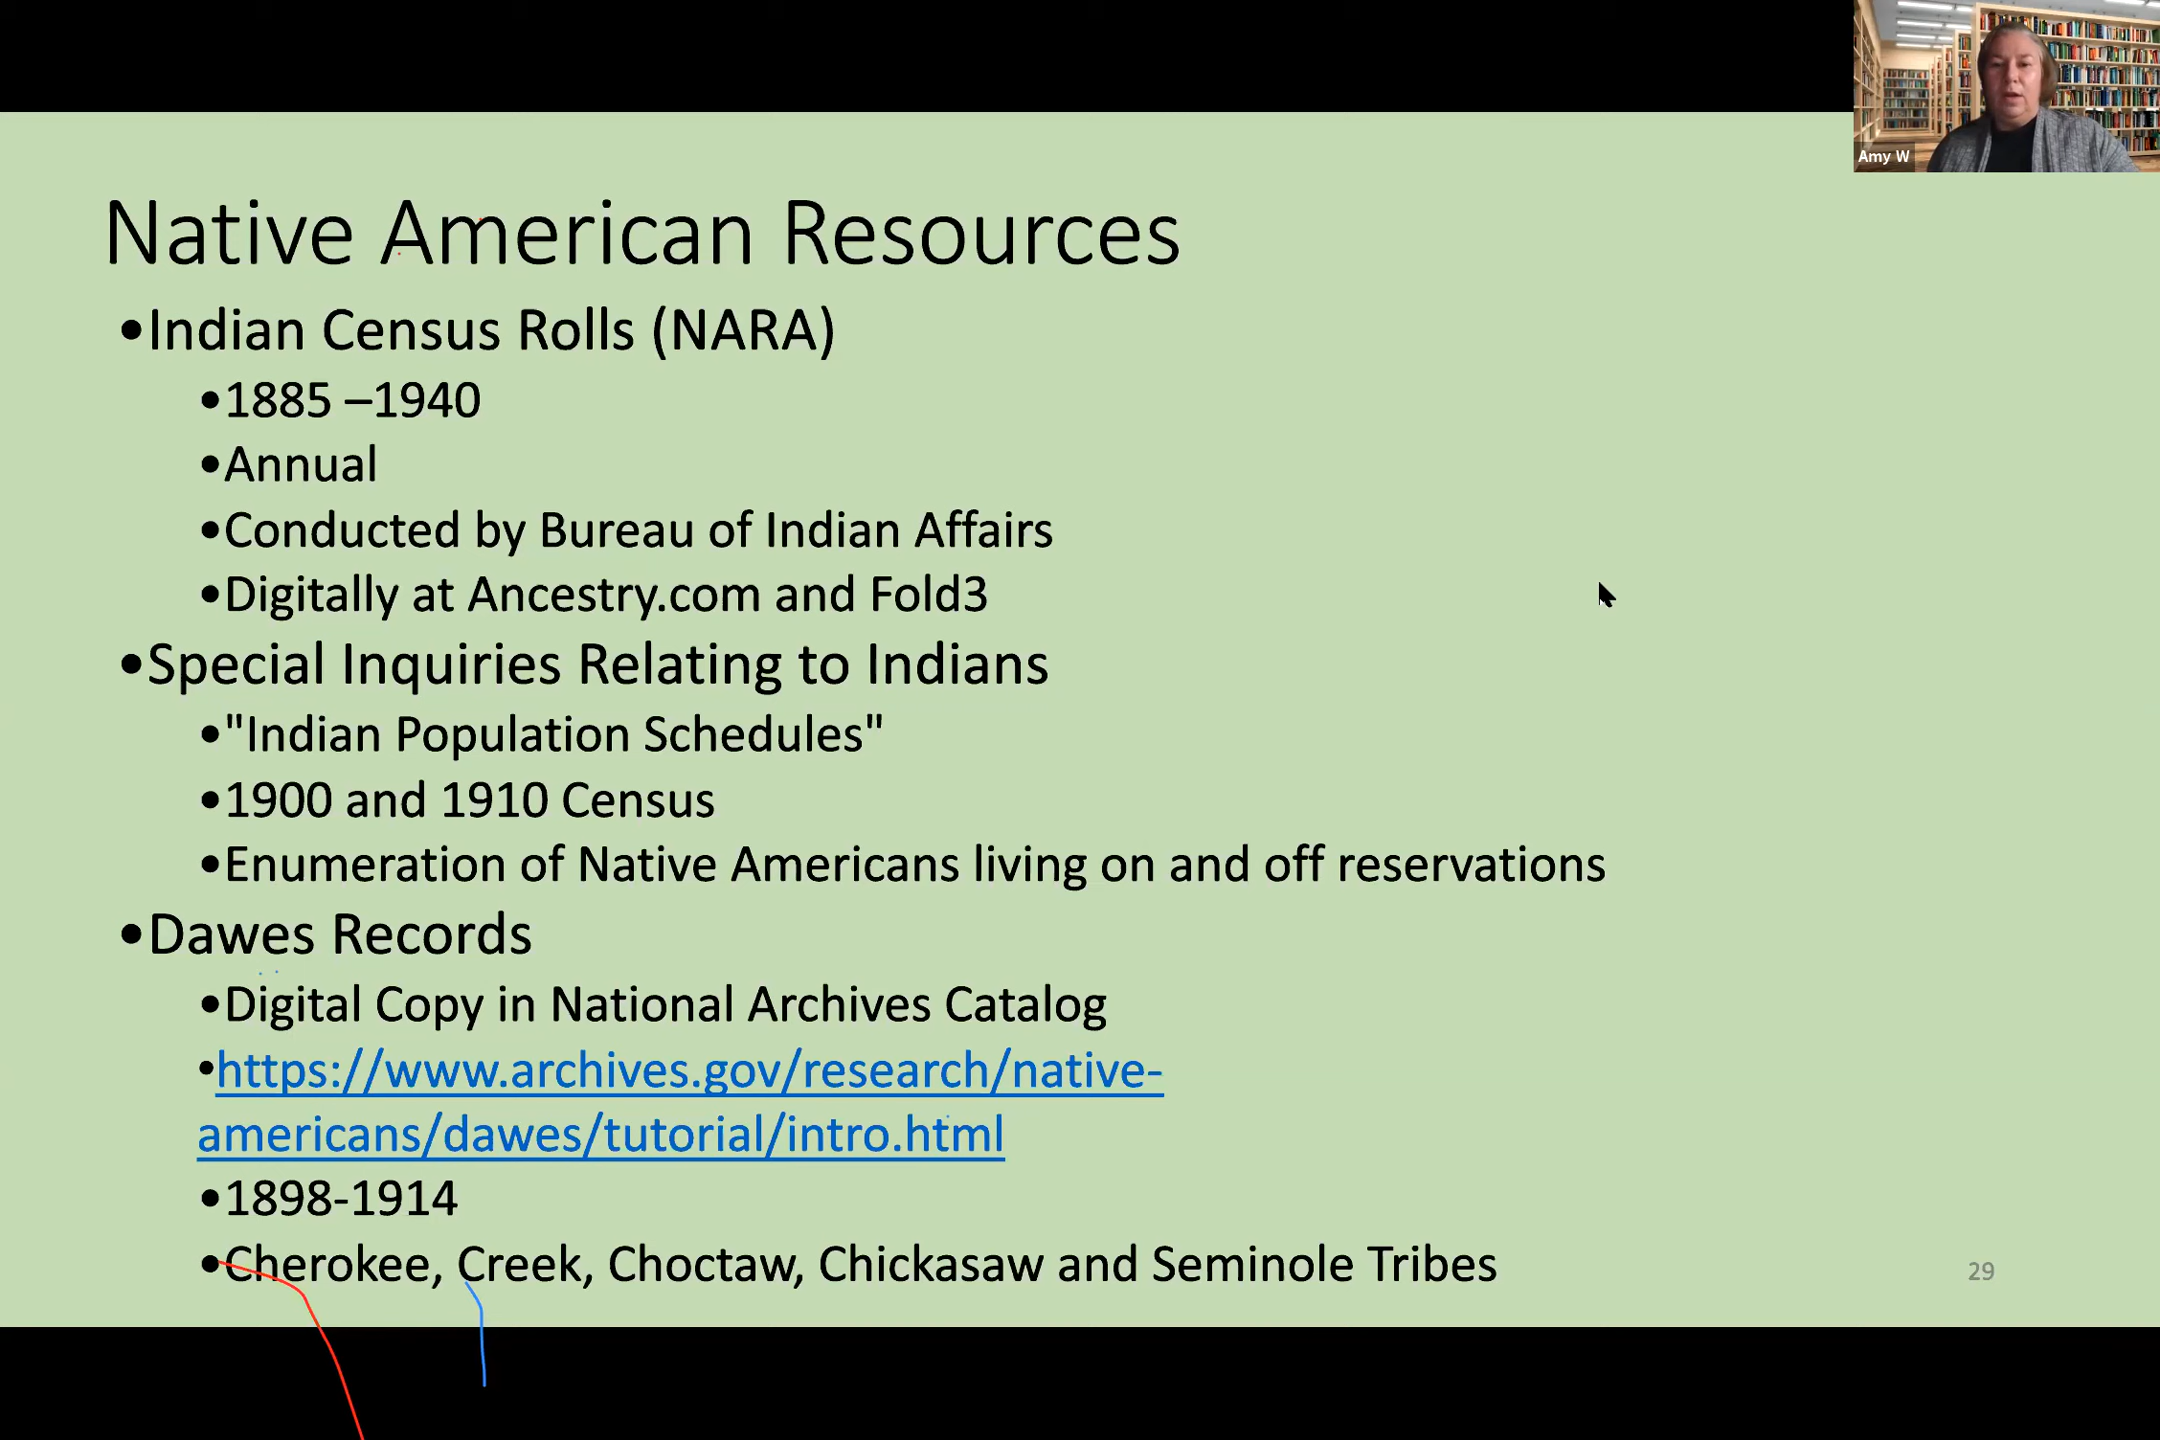 Amy W
Native American Resources
•Indian Census Rolls (NARA)
•1885 –1940
•Annual
•Conducted by Bureau of Indian Affairs
•Digitally at Ancestry.com and Fold3
•Special Inquiries Relating to Indians
•"Indian Population Schedules"
•1900 and 1910 Census
•Enumeration of Native Americans living on and off reservations
•Dawes Records
•Digital Copy in National Archives Catalog
•https://www.archives.gov/research/native-
americans/dawes/tutorial/intro.html
•1898-1914
•Cherokee, Creek, Choctaw, Chickasaw and Seminole Tribes
29